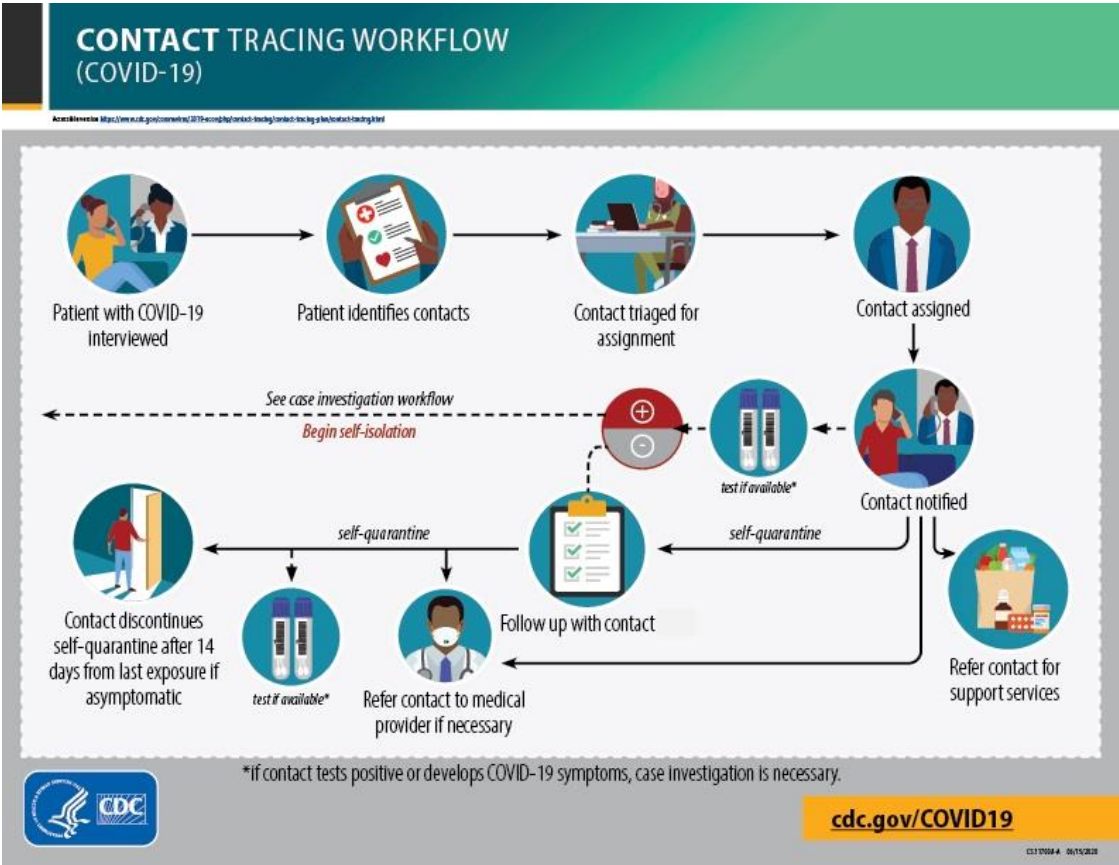 CONTACT TRACING WORKFLOW
(COVID-19)
Patient with COVID-19
interviewed
Patient identifies contacts
Contact triaged for
assignment
Contact assigned
See case investigation workflow
Begin self-isolation
+
-
test if available*
Contact notified
self-quarantine
self-quarantine
Contact discontinues
self-quarantine after 14
days from last exposure if
asymptomatic
test if available*
Refer contact to medical
provider if necessary
Follow up with contact
Refer contact for
support services
*if contact tests positive or develops COVID-19 symptoms, case investigation is necessary.
CDC
cdc.gov/COVID19
06/15/2020